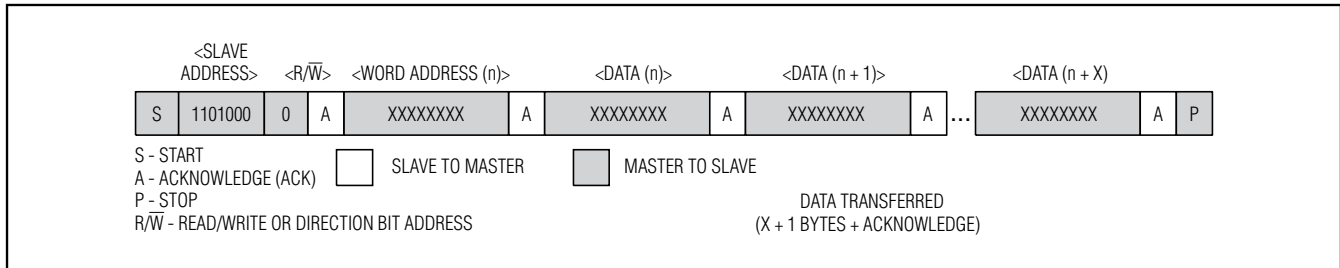 <SLAVE
ADDRESS> <R/W̅> <WORD ADDRESS (n)> <DATA (n)> <DATA (n + 1)> <DATA (n + X)
S 1101000 0 A XXXXXXXX A XXXXXXXX A XXXXXXXX A ... XXXXXXXX A P
S - START
A - ACKNOWLEDGE (ACK)
P - STOP
R/W̅ - READ/WRITE OR DIRECTION BIT ADDRESS
SLAVE TO MASTER
MASTER TO SLAVE
DATA TRANSFERRED
(X + 1 BYTES + ACKNOWLEDGE)